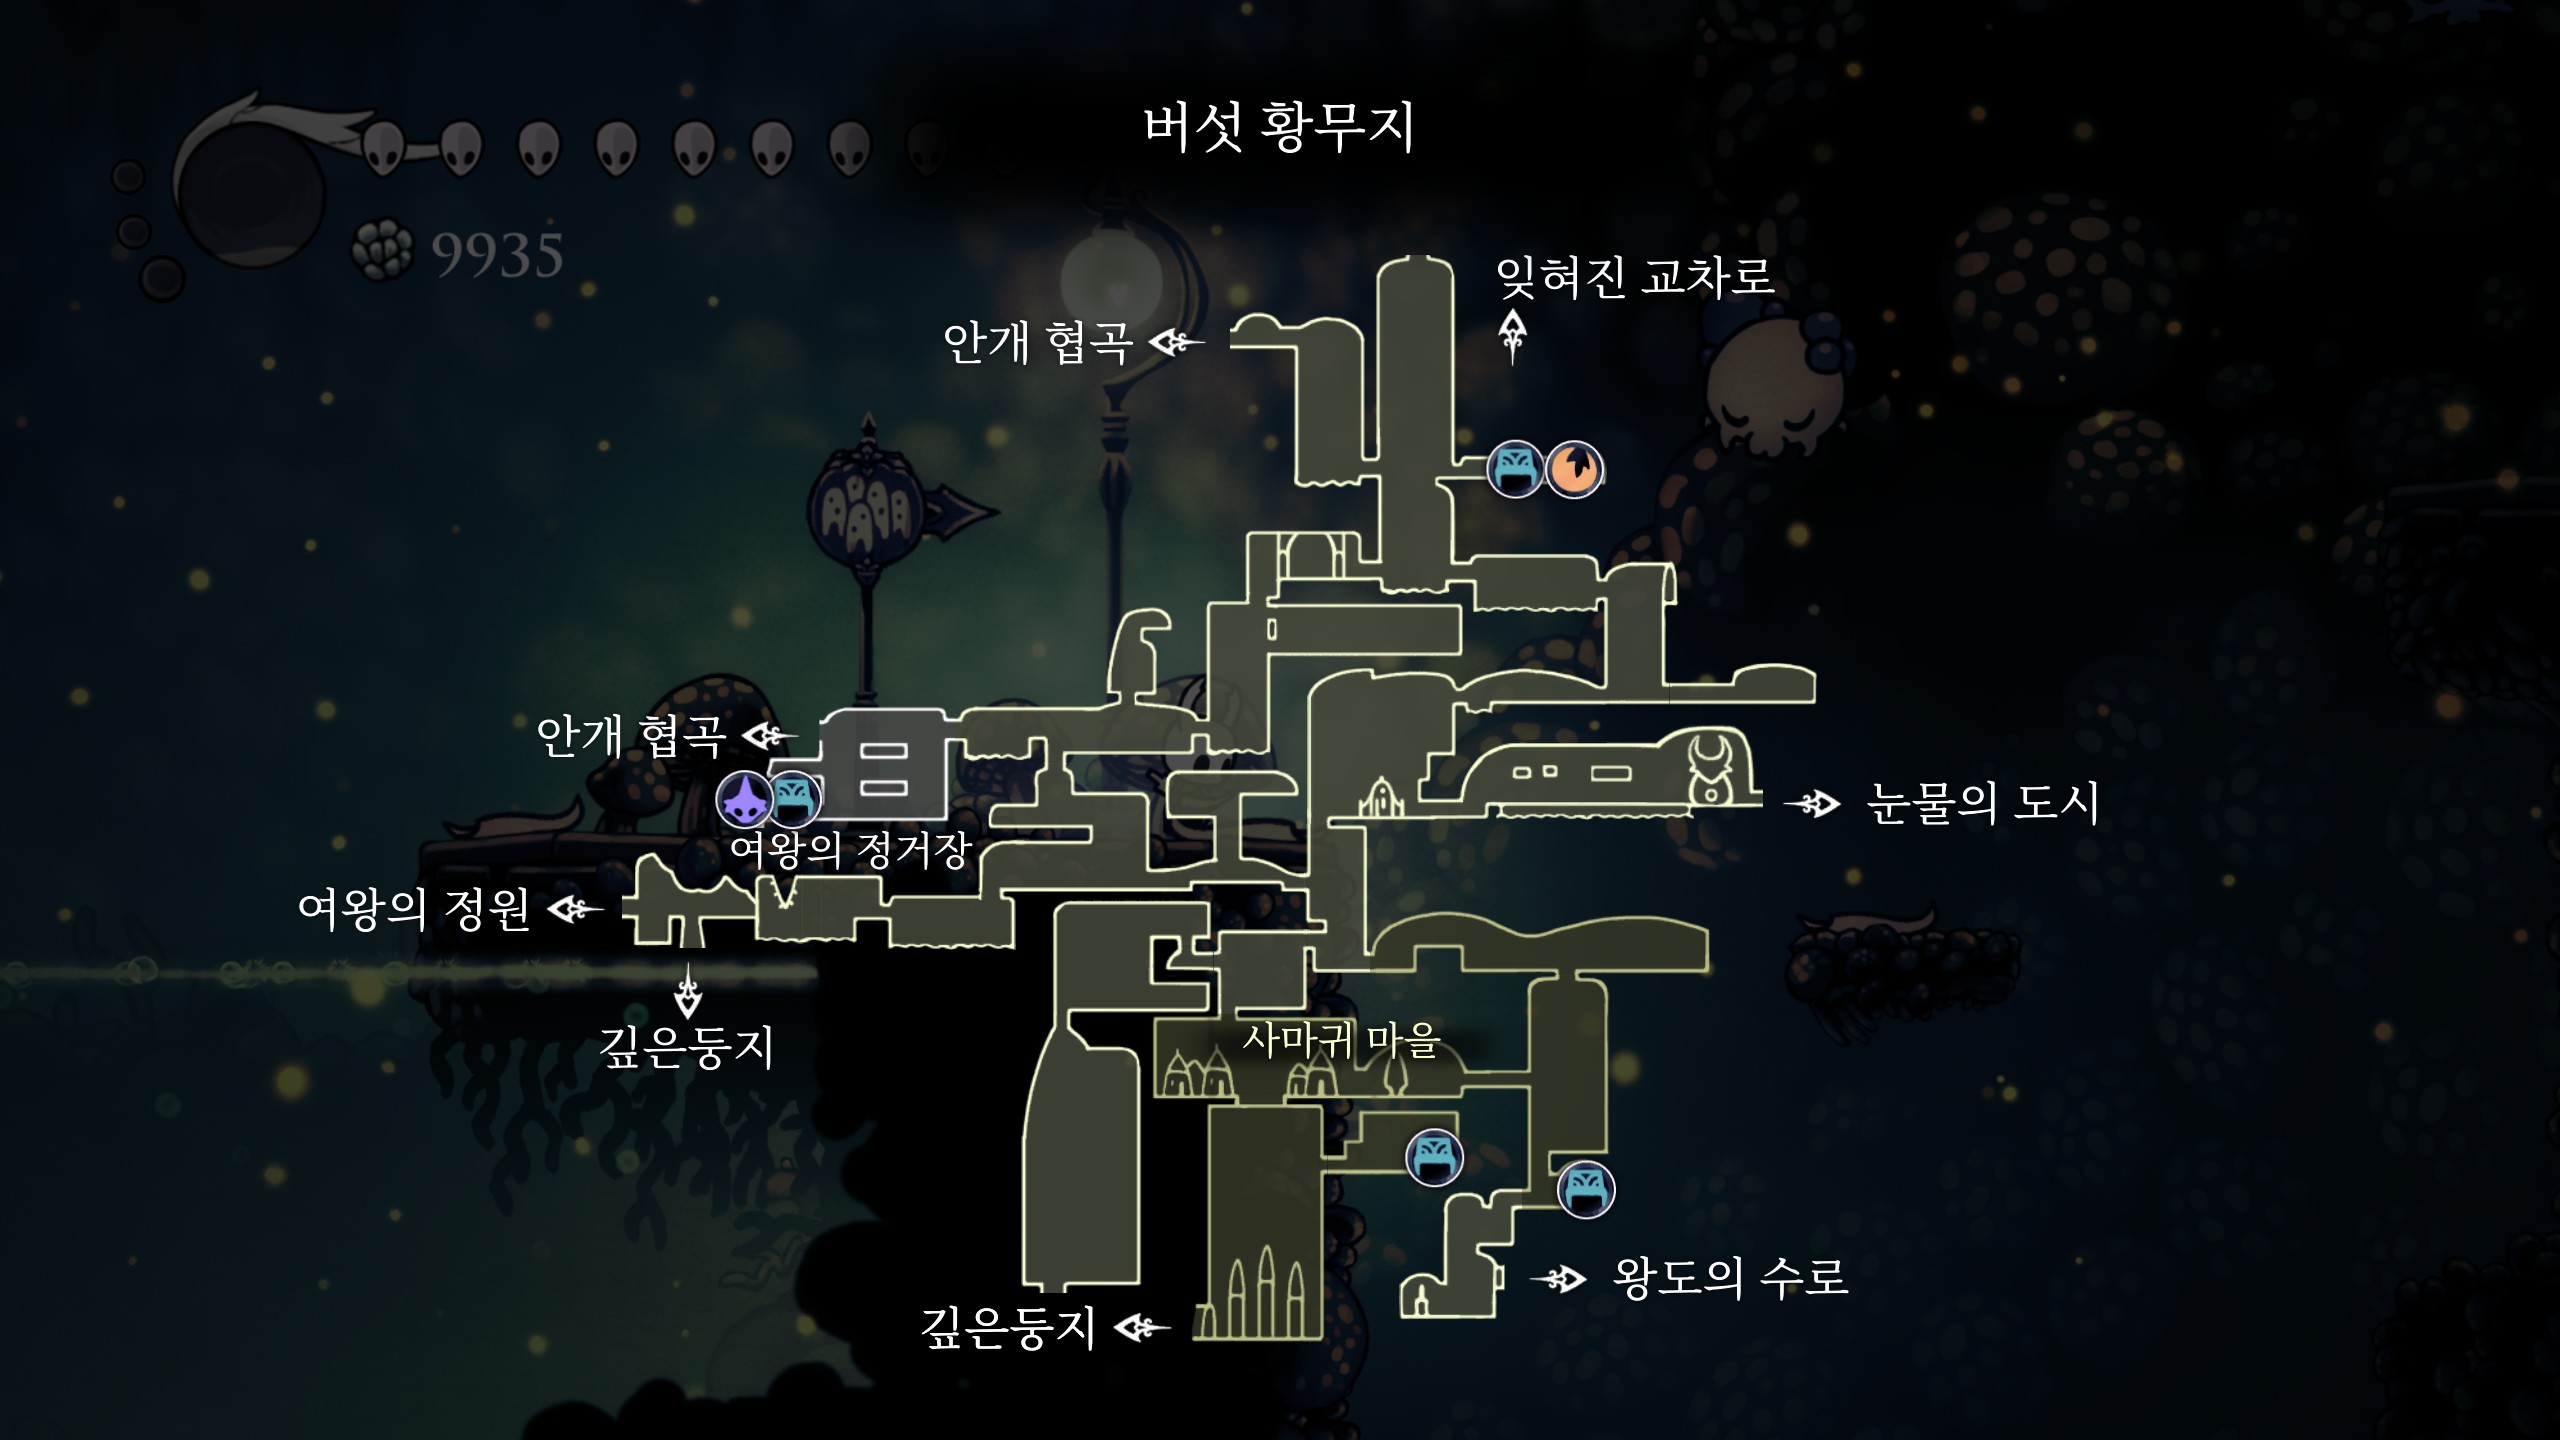 버섯 황무지
9935
잊혀진 교차로
안개 협곡
안개 협곡
눈물의 도시
여왕의 정거장
여왕의 정원
사마귀 마을
깊은둥지
왕도의 수로
깊은둥지